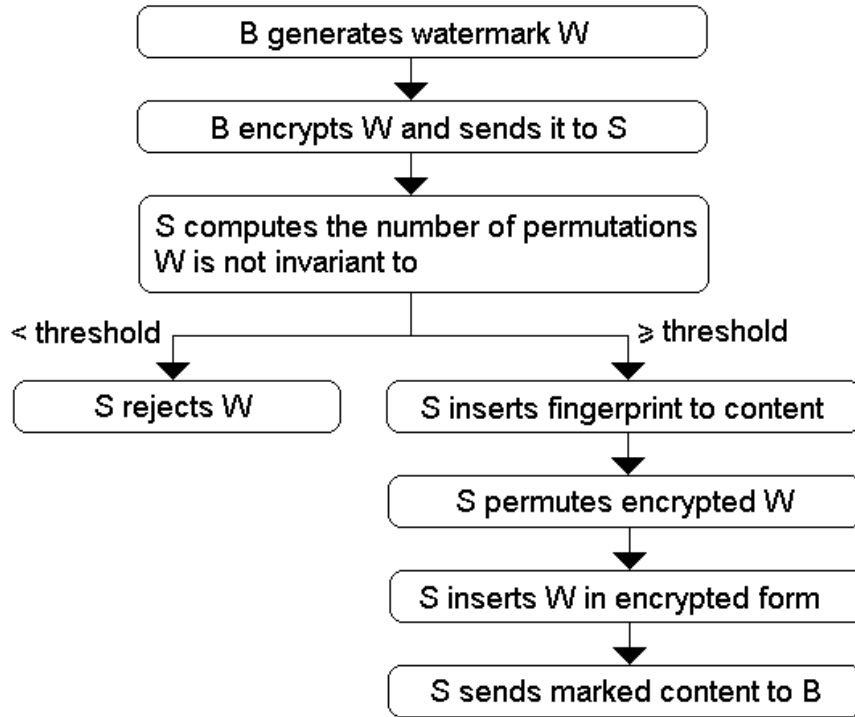 B generates watermark W
B encrypts W and sends it to S
S computes the number of permutations
W is not invariant to
< threshold
⩾ threshold
S rejects W
S inserts fingerprint to content
S permutes encrypted W
S inserts W in encrypted form
S sends marked content to B